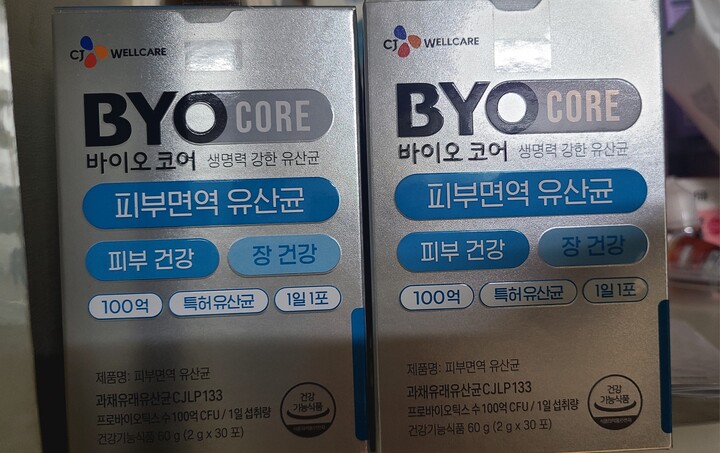 CJ WELLCARE
BYO CORE
바이오 코어 생명력 강한 유산균
피부면역 유산균
피부 건강 장 건강
100억 특허유산균 1일 1포
제품명: 피부면역 유산균
과채유래유산균 CJLP133
프로바이오틱스 수 100억 CFU / 1일 섭취량
건강기능식품 60 g (2 g x 30 포)
건강
기능식품
CJ WELLCARE
BYO CORE
바이오 코어 생명력 강한 유산균
피부면역 유산균
피부 건강 장 건강
100억 특허유산균 1일 1포
제품명: 피부면역 유산균
과채유래유산균 CJLP133
프로바이오틱스 수 100억 CFU / 1일 섭취량
건강기능식품 60 g (2 g x 30 포)
건강
기능식품